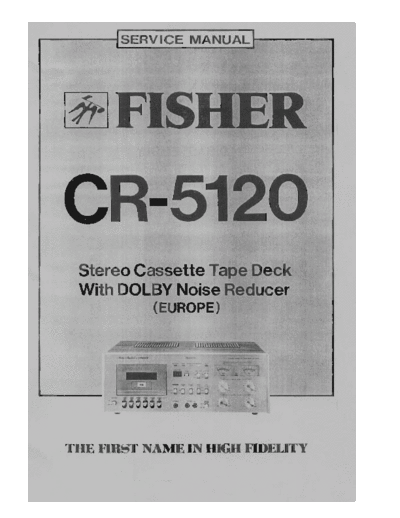 SERVICE MANUAL
FISHER
CR-5120
Stereo Cassette Tape Deck
With DOLBY Noise Reducer
(EUROPE)
THE FIRST NAME IN HIGH FIDELITY